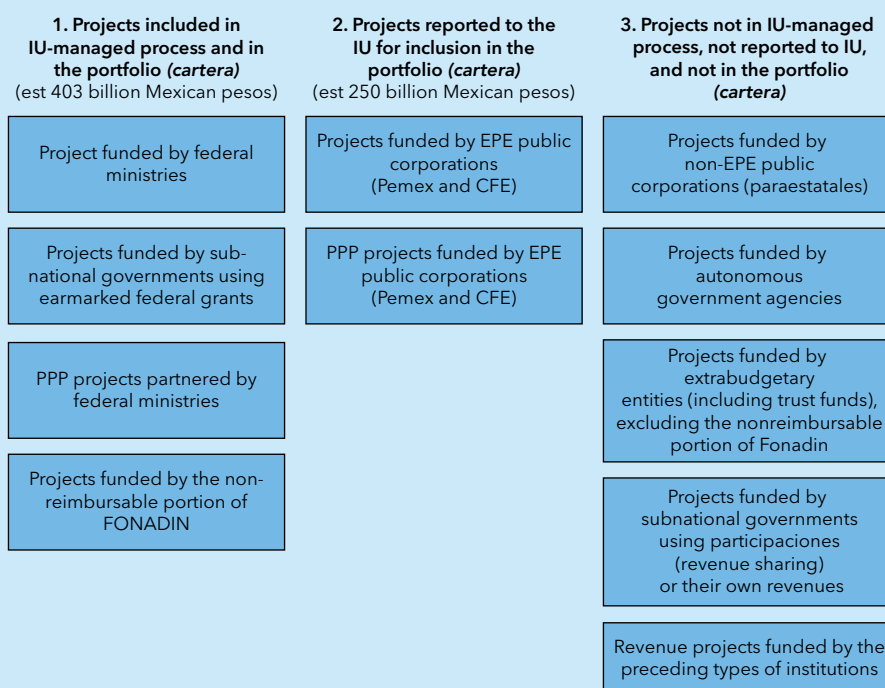 1. Projects included in
IU-managed process and in
the portfolio (cartera)
(est 403 billion Mexican pesos)
Project funded by federal
ministries
Projects funded by sub-
national governments using
earmarked federal grants
PPP projects partnered by
federal ministries
Projects funded by the non-
reimbursable portion of
FONADIN
2. Projects reported to the
IU for inclusion in the
portfolio (cartera)
(est 250 billion Mexican pesos)
Projects funded by EPE public
corporations
(Pemex and CFE)
PPP projects funded by EPE
public corporations
(Pemex and CFE)
3. Projects not in IU-managed
process, not reported to IU,
and not in the portfolio
(cartera)
Projects funded by
non-EPE public
corporations (paraestatales)
Projects funded by
autonomous
government agencies
Projects funded by
extrabudgetary
entities (including trust funds),
excluding the nonreimbursable
portion of Fonadin
Projects funded by
subnational governments
using participaciones
(revenue sharing)
or their own revenues
Revenue projects funded by the
preceding types of institutions